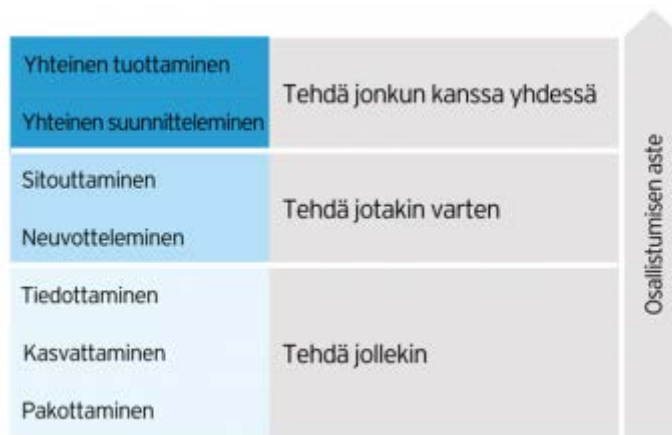 Yhteinen tuottaminen
Yhteinen suunnitteleminen
Tehdä jonkun kanssa yhdessä
Sitouttaminen
Neuvotteleminen
Tehdä jotakin varten
Tiedottaminen
Kasvattaminen
Pakottaminen
Tehdä jollekin
Osallistumisen aste